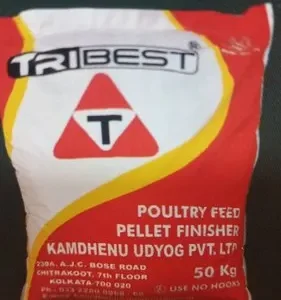 TRIBEST®
T
POULTRY FEED
PELLET FINISHER
KAMDHENU UDYOG PVT. LTD
50 Kg
230A, A.J.C. BOSE ROAD
CHITRAKOOT, 7th FLOOR
KOLKATA-700 020
USE NO HOOKS